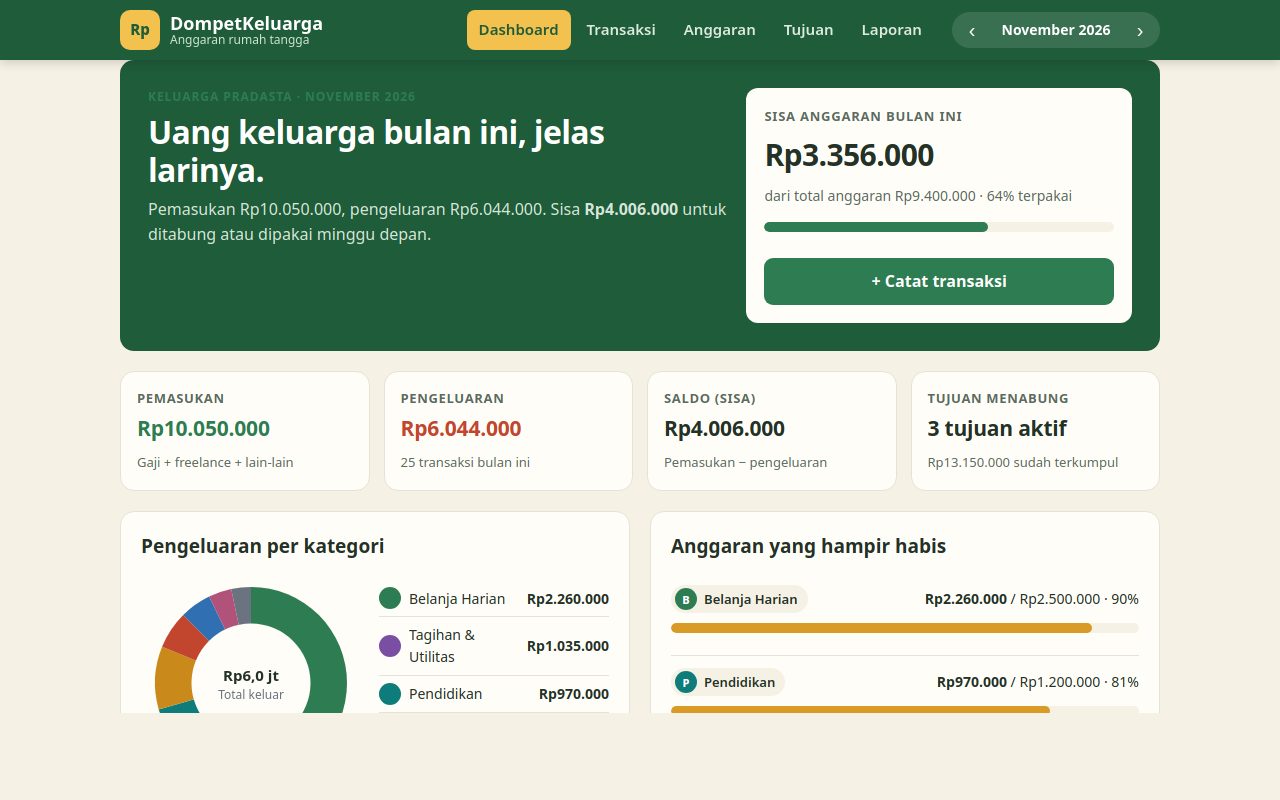 Rp
DompetKeluarga
Anggaran rumah tangga
Dashboard
Transaksi
Anggaran
Tujuan
Laporan
‹
November 2026
›
KELUARGA PRADASTA · NOVEMBER 2026
Uang keluarga bulan ini, jelas
larinya.
Pemasukan Rp10.050.000, pengeluaran Rp6.044.000. Sisa Rp4.006.000 untuk
ditabung atau dipakai minggu depan.
SISA ANGGARAN BULAN INI
Rp3.356.000
dari total anggaran Rp9.400.000 · 64% terpakai
+ Catat transaksi
PEMASUKAN
Rp10.050.000
Gaji + freelance + lain-lain
PENGELUARAN
Rp6.044.000
25 transaksi bulan ini
SALDO (SISA)
Rp4.006.000
Pemasukan − pengeluaran
TUJUAN MENABUNG
3 tujuan aktif
Rp13.150.000 sudah terkumpul
Pengeluaran per kategori
Rp6,0 jt
Total keluar
Belanja Harian Rp2.260.000
Tagihan &
Utilitas
Rp1.035.000
Pendidikan Rp970.000
Anggaran yang hampir habis
B Belanja Harian Rp2.260.000 / Rp2.500.000 · 90%
P Pendidikan Rp970.000 / Rp1.200.000 · 81%